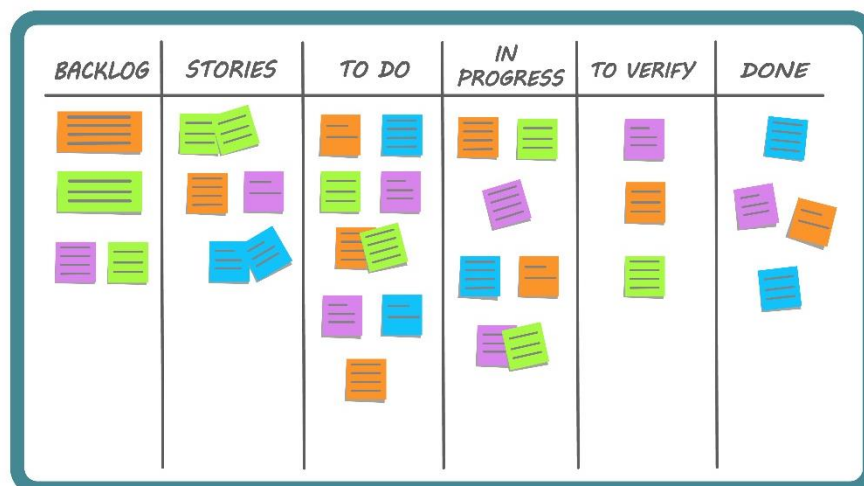 BACKLOG
STORIES
TO DO
IN
PROGRESS
TO VERIFY
DONE